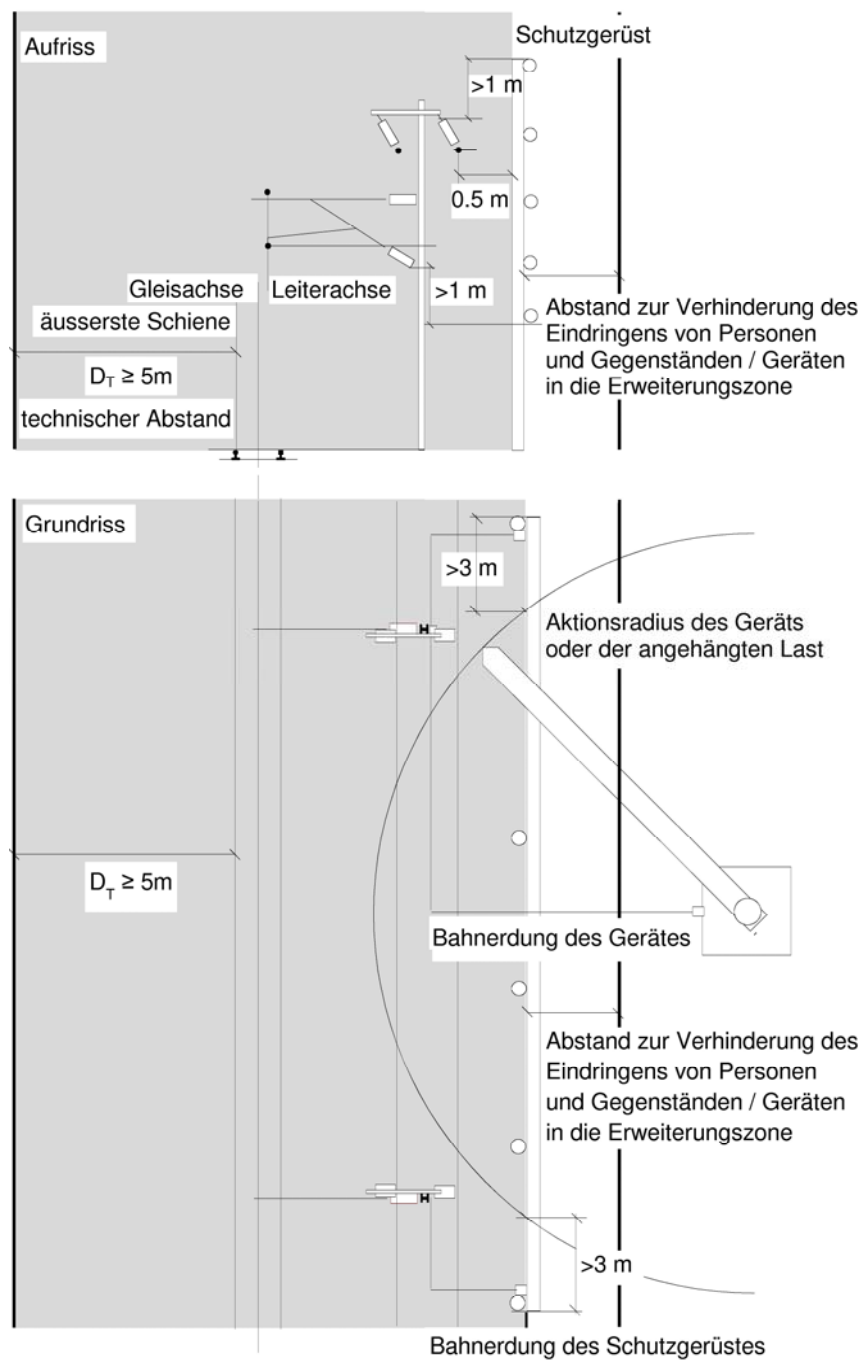 Aufriss
Schutzgerüst
>1 m
0.5 m
Gleisachse
Leiterachse
>1 m
äusserste Schiene
D_T ≥ 5m
technischer Abstand
Abstand zur Verhinderung des
Eindringens von Personen
und Gegenständen / Geräten
in die Erweiterungszone
Grundriss
>3 m
Aktionsradius des Geräts
oder der angehängten Last
D_T ≥ 5m
Bahnerdung des Gerätes
Abstand zur Verhinderung des
Eindringens von Personen
und Gegenständen / Geräten
in die Erweiterungszone
>3 m
Bahnerdung des Schutzgerüstes